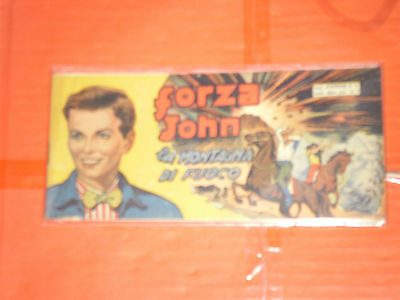 forza
John
LA MONTAGNA
DI FUOCO